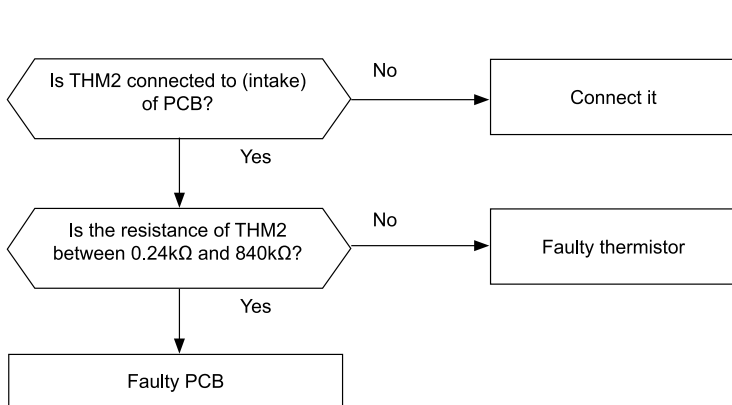 Is THM2 connected to (intake)
of PCB?
No
Connect it
Yes
Is the resistance of THM2
between 0.24kΩ and 840kΩ?
No
Faulty thermistor
Yes
Faulty PCB